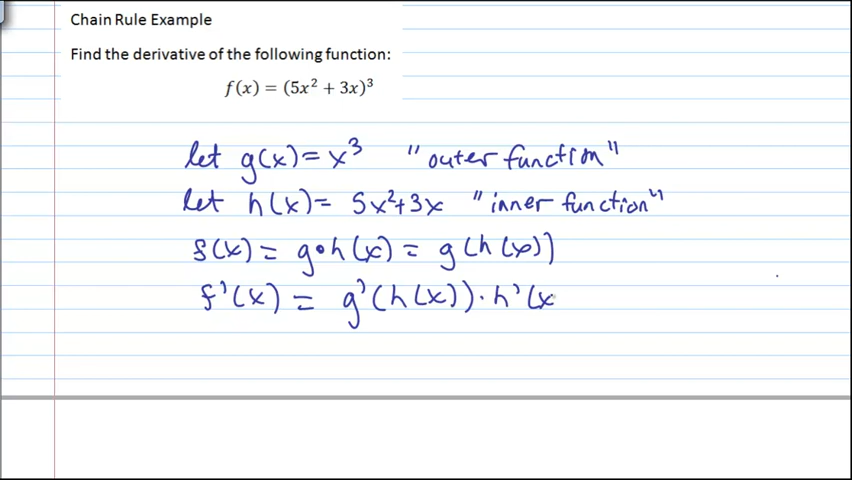 Chain Rule Example
Find the derivative of the following function:
f(x) = (5x² + 3x)³
let g(x) = x³ "outer function"
let h(x) = 5x²+3x "inner function"
f(x) = g∘h(x) = g(h(x))
f'(x) = g'(h(x))·h'(x